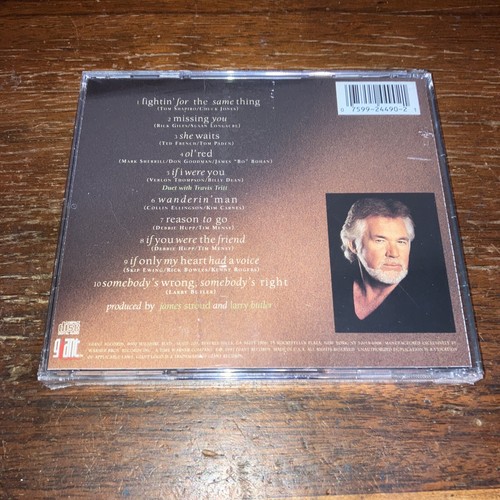 1 fightin' for the same thing
(TOM SHAPIRO/CHUCK JONES)
2 missing you
(RICK GILES/SUSAN LONGACRE)
3 she waits
(TED FRENCH/TOM PADEN)
4 ol' red
(MARK SHERRILL/DON GOODMAN/JAMES "BO" BOHAN)
5 if i were you
(VERLON THOMPSON/BILLY DEAN)
Duet with Travis Tritt
6 wanderin' man
(COLLIN ELLINGSON/KIM CARNES)
7 reason to go
(DEBBIE HUPP/TIM MENSY)
8 if you were the friend
(DEBBIE HUPP/TIM MENSY)
9 if only my heart had a voice
(SKIP EWING/RICK BOWLES/KENNY ROGERS)
10 somebody's wrong, somebody's right
(LARRY BUTLER)
produced by james stroud and larry butler
7599-24490-2
giant